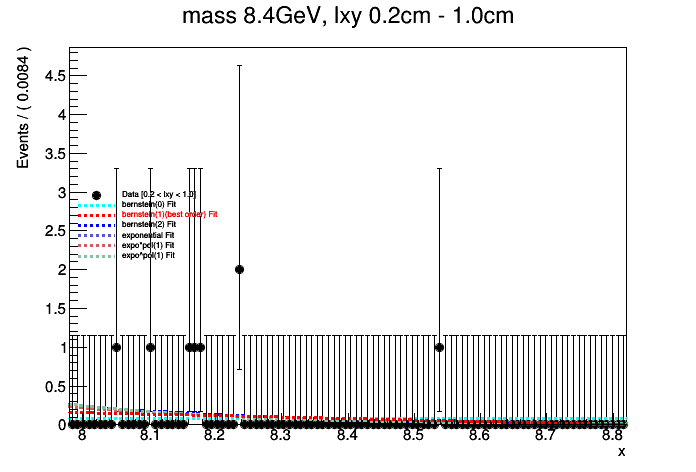 mass 8.4GeV, lxy 0.2cm - 1.0cm
Events / ( 0.0084 )
4.5
4
3.5
3
2.5
2
1.5
1
0.5
0
Data [0.2 < lxy < 1.0]
bernstein(0) Fit
bernstein(1)(best order) Fit
bernstein(2) Fit
exponential Fit
expo*pol(1) Fit
expo*pol(1) Fit
8 8.1 8.2 8.3 8.4 8.5 8.6 8.7 8.8
x